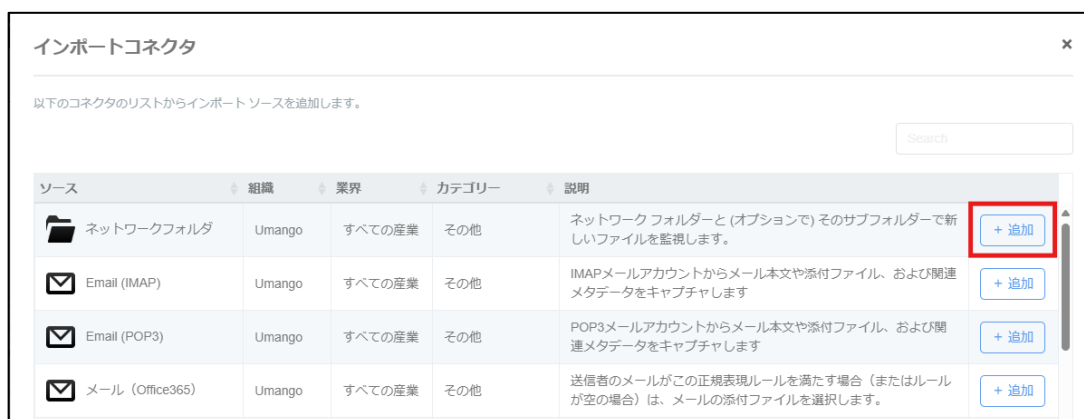 インポートコネクタ ×
以下のコネクタのリストからインポート ソースを追加します。
Search
ソース 組織 業界 カテゴリー 説明
ネットワークフォルダ Umango すべての産業 その他 ネットワーク フォルダーと (オプションで) そのサブフォルダーで新
しいファイルを監視します。 + 追加
Email (IMAP) Umango すべての産業 その他 IMAPメールアカウントからメール本文や添付ファイル、および関連
メタデータをキャプチャします + 追加
Email (POP3) Umango すべての産業 その他 POP3メールアカウントからメール本文や添付ファイル、および関
連メタデータをキャプチャします + 追加
メール（Office365） Umango すべての産業 その他 送信者のメールがこの正規表現ルールを満たす場合（またはルール
が空の場合）は、メールの添付ファイルを選択します。 + 追加